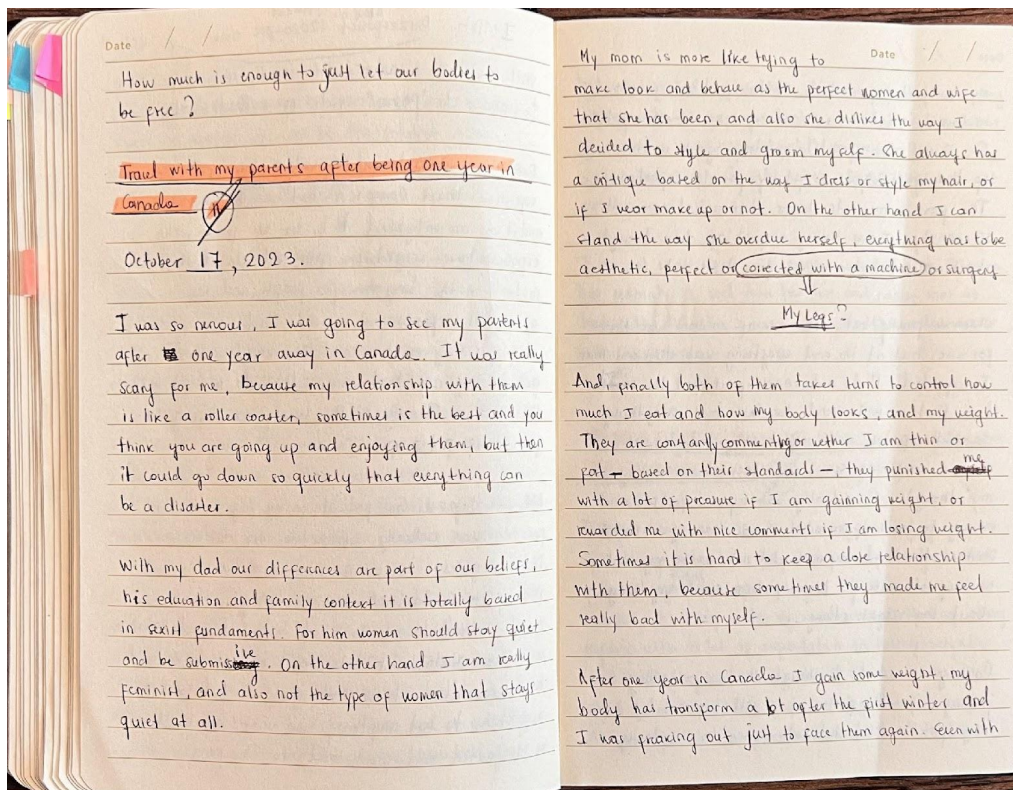 Date / /
How much is enough to just let our bodies to
be free?
Travel with my parents after being one year in
Canada
October 17, 2023.
I was so nervous, I was going to see my parents
after one year away in Canada. It was really
scary for me, because my relationship with them
is like a roller coaster, sometimes is the best and you
think you are going up and enjoying them, but then
it could go down so quickly that everything can
be a disaster.
With my dad our differences are part of our beliefs,
his education and family context it is totally based
in sexist fundaments. For him women should stay quiet
and be submissive. On the other hand I am really
feminist, and also not the type of women that stays
quiet at all.
Date / /
My mom is more like trying to
make look and behave as the perfect women and wife
that she has been, and also she dislikes the way I
decided to style and groom myself. She always has
a critique based on the way I dress or style my hair, or
if I wear make up or not. On the other hand I can
stand the way she overdue herself, everything has to be
aesthetic, perfect or corrected with a machine or surgery
My Legs?
And, finally both of them takes turns to control how
much I eat and how my body looks, and my weight.
They are constantly commenting or wether I am thin or
fat - based on their standards -, they punished me
with a lot of preasure if I am gainning weight, or
rewarded me with nice comments if I am losing weight.
Sometimes it is hard to keep a close relationship
with them, because sometimes they made me feel
really bad with myself.
After one year in Canada I gain some weight, my
body has transform a lot after the first winter and
I was freaking out just to face them again. Even with